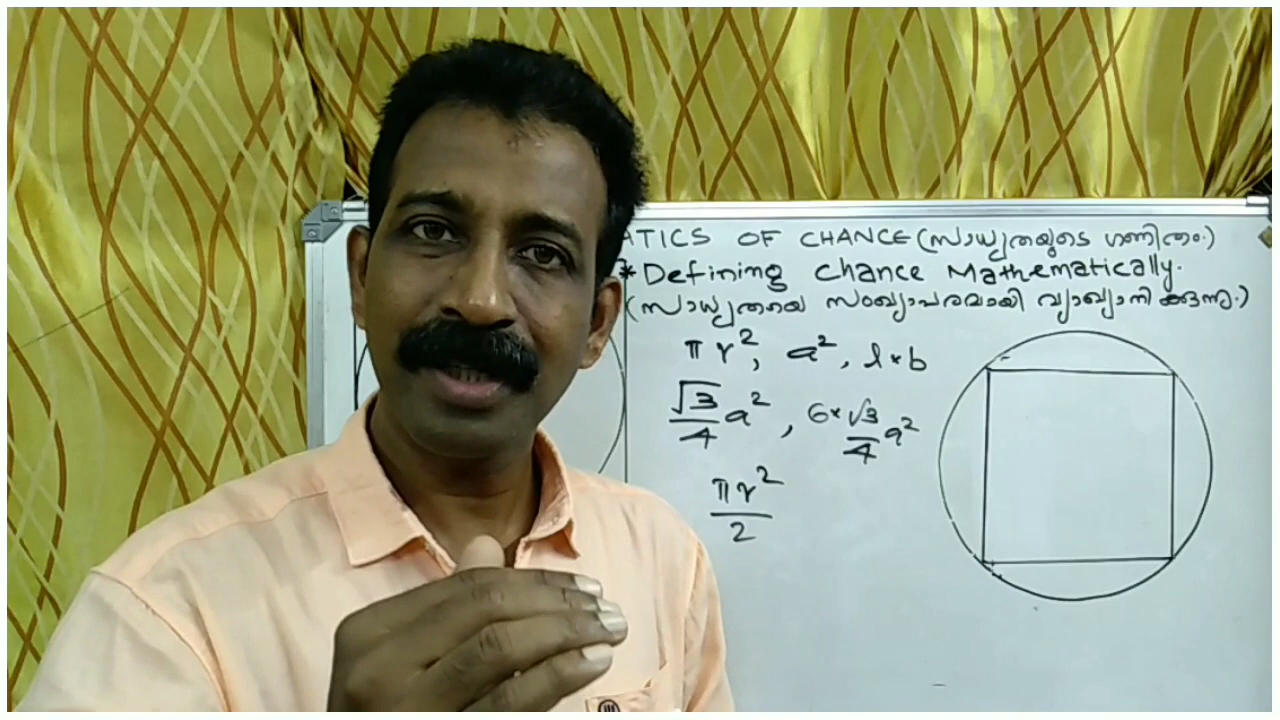 ATICS OF CHANCE (സാധ്യതയുടെ ഗണിതം.)
* Defining Chance Mathematically.
(സാധ്യതയെ സംഖ്യാപരമായി വ്യാഖ്യാനിക്കുന്നു.)
πr², a², l×b
√3/4 a², 6×√3/4 a²
πr²/2